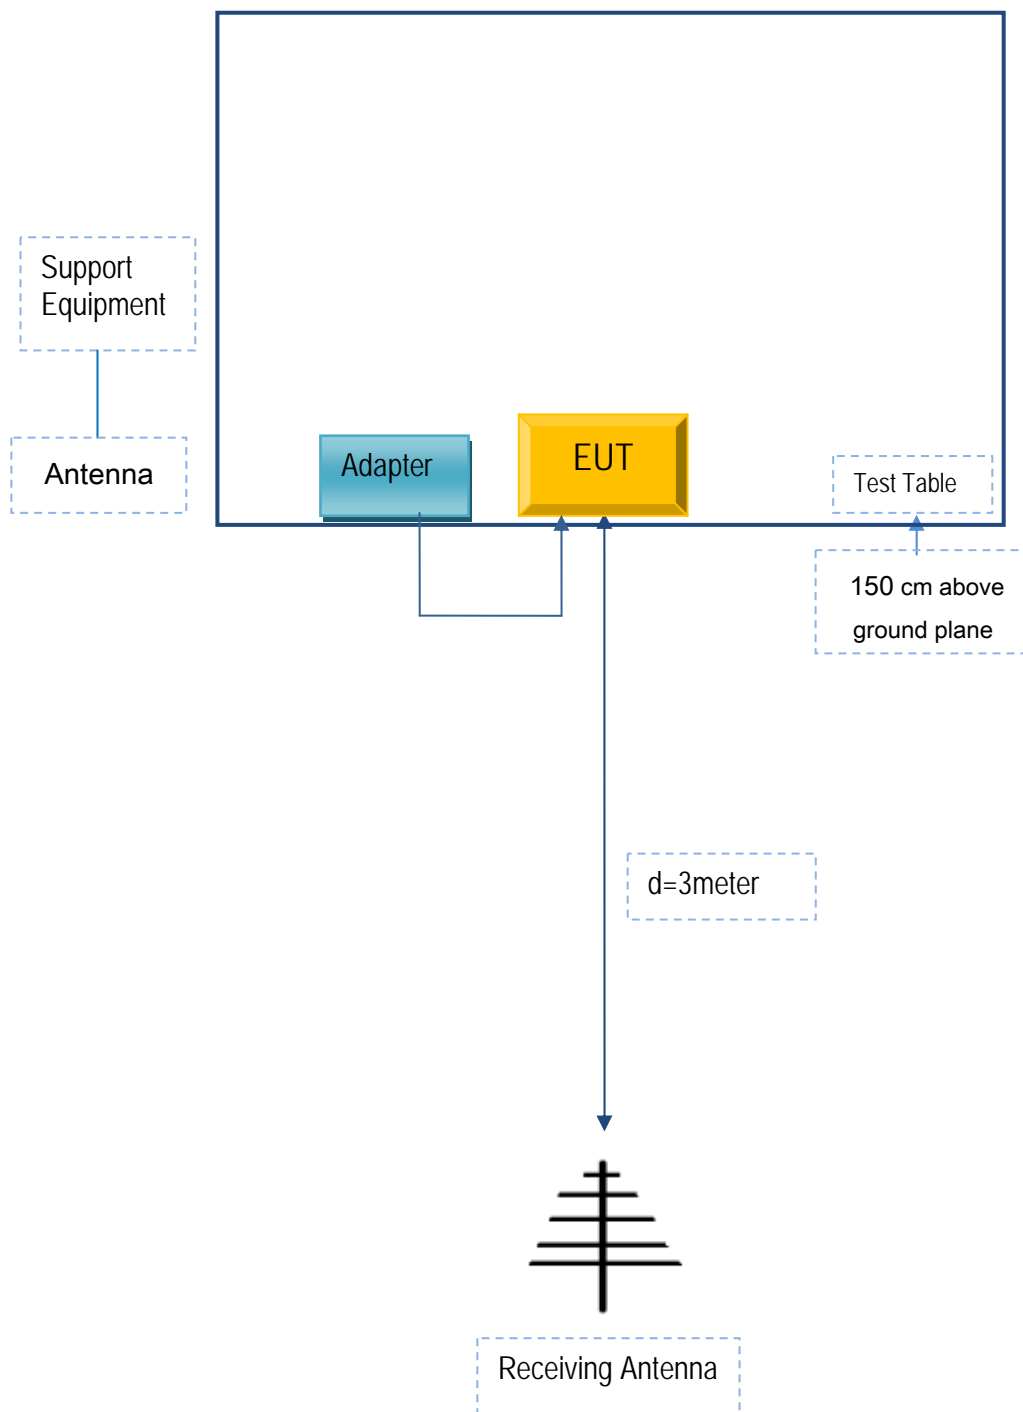 Support
Equipment
Antenna
Adapter
EUT
Test Table
150 cm above
ground plane
d=3meter
Receiving Antenna